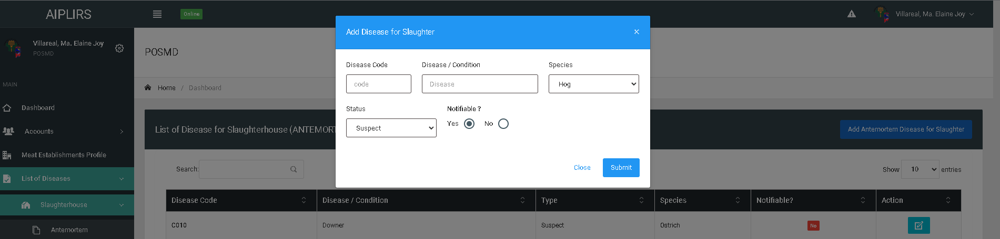 AIPLIRS
Online
Villareal, Ma. Elaine Joy
Villareal, Ma. Elaine Joy
POSMD
POSMD
MAIN
Home / Dashboard
Dashboard
Accounts
Meat Establishments Profile
List of Diseases
Slaughterhouse
Antemortem
Add Disease for Slaughter ×
Disease Code Disease / Condition Species
code Disease Hog
Status Notifiable ?
Suspect Yes No
Close Submit
List of Disease for Slaughterhouse (ANTEMORT
Add Antemortem Disease for Slaughter
Search: Show 10 entries
Disease Code Disease / Condition Type Species Notifiable? Action
C010 Downer Suspect Ostrich No